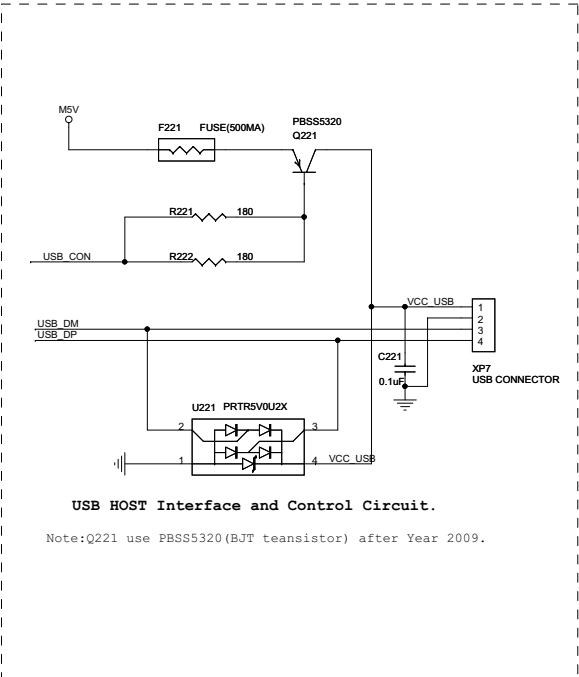 M5V
F221 FUSE(500MA)
PBSS5320
Q221
R221 180
USB_CON
R222 180
VCC_USB
1
2
3
4
USB_DM
USB_DP
C221
0.1uF
XP7
USB CONNECTOR
U221 PRTR5V0U2X
2 3
1 4 VCC_USB
USB HOST Interface and Control Circuit.
Note:Q221 use PBSS5320(BJT teansistor) after Year 2009.